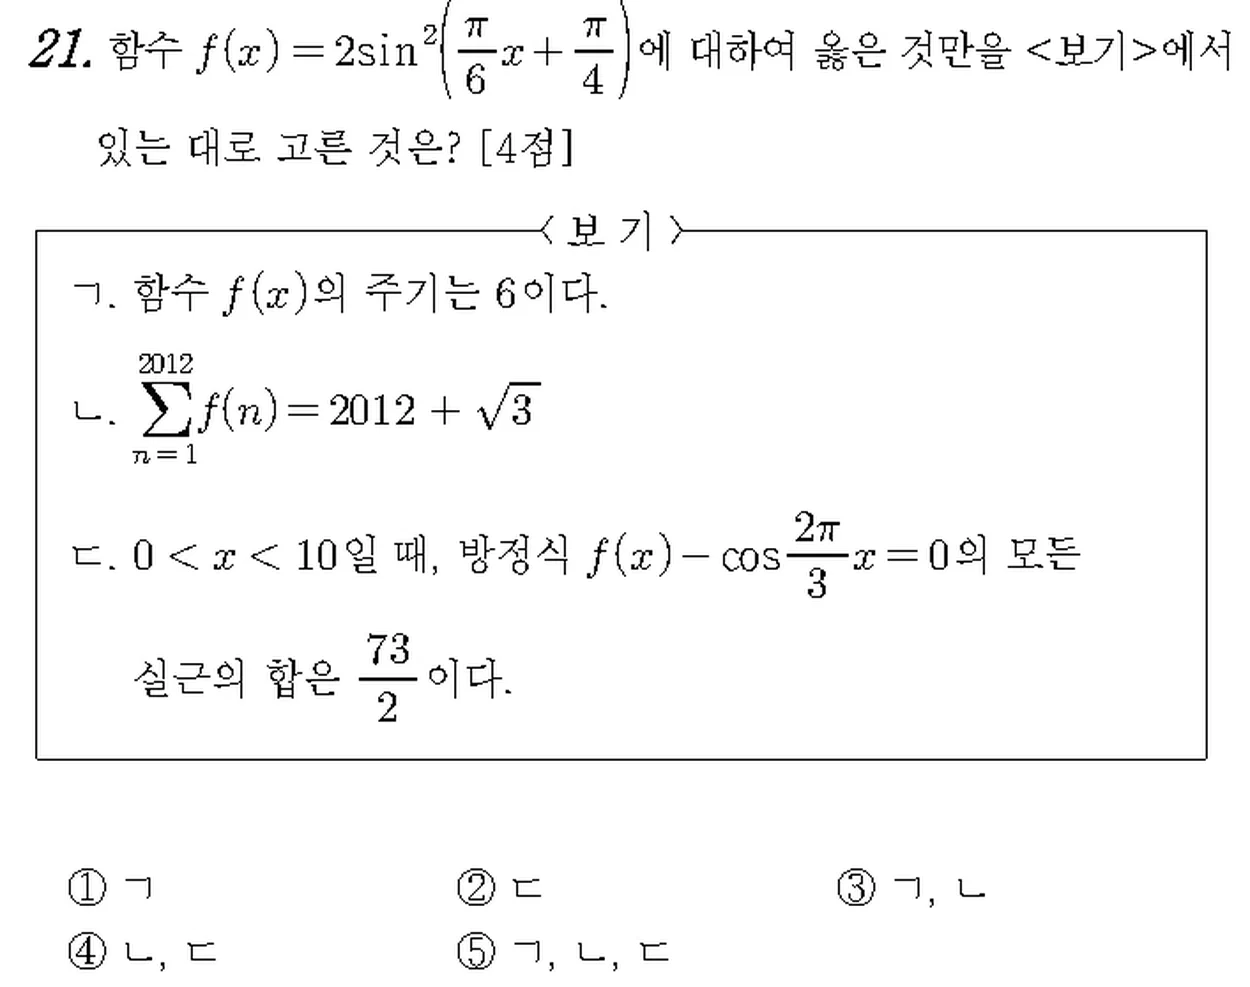 21. 함수 f(x)=2sin²(π/6 x+π/4)에 대하여 옳은 것만을 <보기>에서
있는 대로 고른 것은? [4점]
〈보 기〉
ㄱ. 함수 f(x)의 주기는 6이다.
ㄴ. ∑_{n=1}^{2012} f(n)=2012+√3
ㄷ. 0<x<10일 때, 방정식 f(x)-cos 2π/3 x=0의 모든
실근의 합은 73/2이다.
① ㄱ ② ㄷ ③ ㄱ, ㄴ
④ ㄴ, ㄷ ⑤ ㄱ, ㄴ, ㄷ